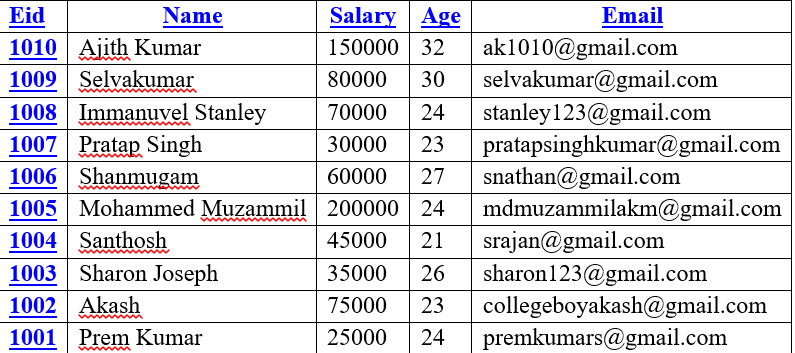 Eid Name Salary Age Email
1010 Ajith Kumar 150000 32 ak1010@gmail.com
1009 Selvakumar 80000 30 selvakumar@gmail.com
1008 Immanuvel Stanley 70000 24 stanley123@gmail.com
1007 Pratap Singh 30000 23 pratapsinghkumar@gmail.com
1006 Shanmugam 60000 27 snathan@gmail.com
1005 Mohammed Muzammil 200000 24 mdmuzammilakm@gmail.com
1004 Santhosh 45000 21 srajan@gmail.com
1003 Sharon Joseph 35000 26 sharon123@gmail.com
1002 Akash 75000 23 collegeboyakash@gmail.com
1001 Prem Kumar 25000 24 premkumars@gmail.com